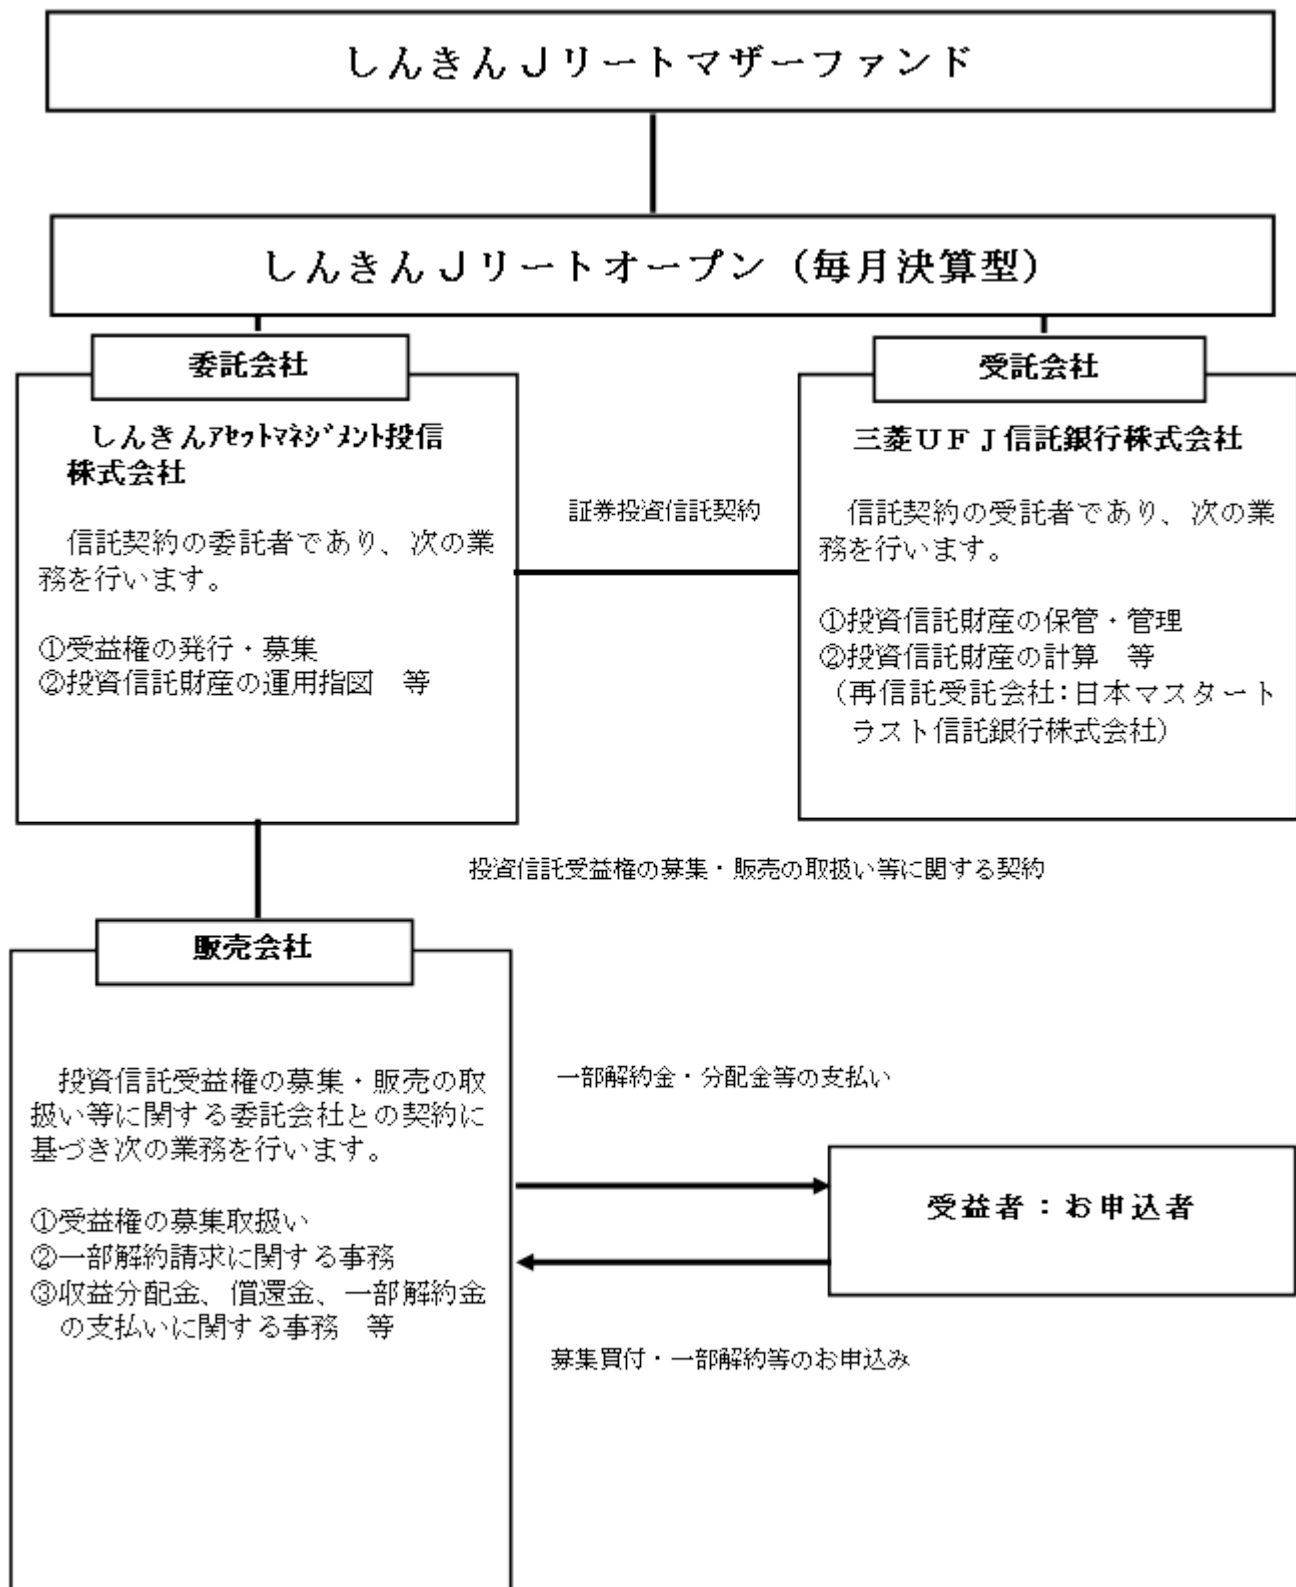 しんきんＪリートマザーファンド
しんきんＪリートオープン（毎月決算型）
委託会社
しんきんｱｾｯﾄﾏﾈｼﾞﾒﾝﾄ投信
株式会社
信託契約の委託者であり、次の業
務を行います。
①受益権の発行・募集
②投資信託財産の運用指図　等
証券投資信託契約
受託会社
三菱ＵＦＪ信託銀行株式会社
信託契約の受託者であり、次の業
務を行います。
①投資信託財産の保管・管理
②投資信託財産の計算　等
（再信託受託会社：日本マスタート
ラスト信託銀行株式会社）
投資信託受益権の募集・販売の取扱い等に関する契約
販売会社
投資信託受益権の募集・販売の取
扱い等に関する委託会社との契約に
基づき次の業務を行います。
①受益権の募集取扱い
②一部解約請求に関する事務
③収益分配金、償還金、一部解約金
の支払いに関する事務　等
一部解約金・分配金等の支払い
受益者：お申込者
募集買付・一部解約等のお申込み